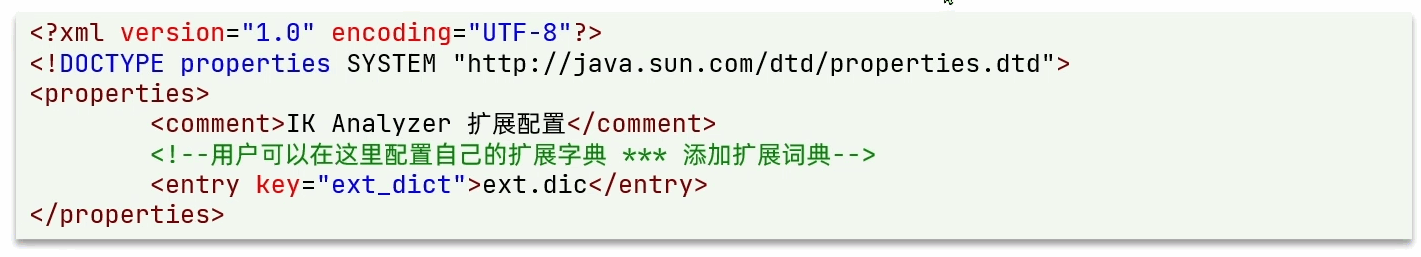 <?xml version="1.0" encoding="UTF-8"?>
<!DOCTYPE properties SYSTEM "http://java.sun.com/dtd/properties.dtd">
<properties>
        <comment>IK Analyzer 扩展配置</comment>
        <!--用户可以在这里配置自己的扩展字典 *** 添加扩展词典-->
        <entry key="ext_dict">ext.dic</entry>
</properties>